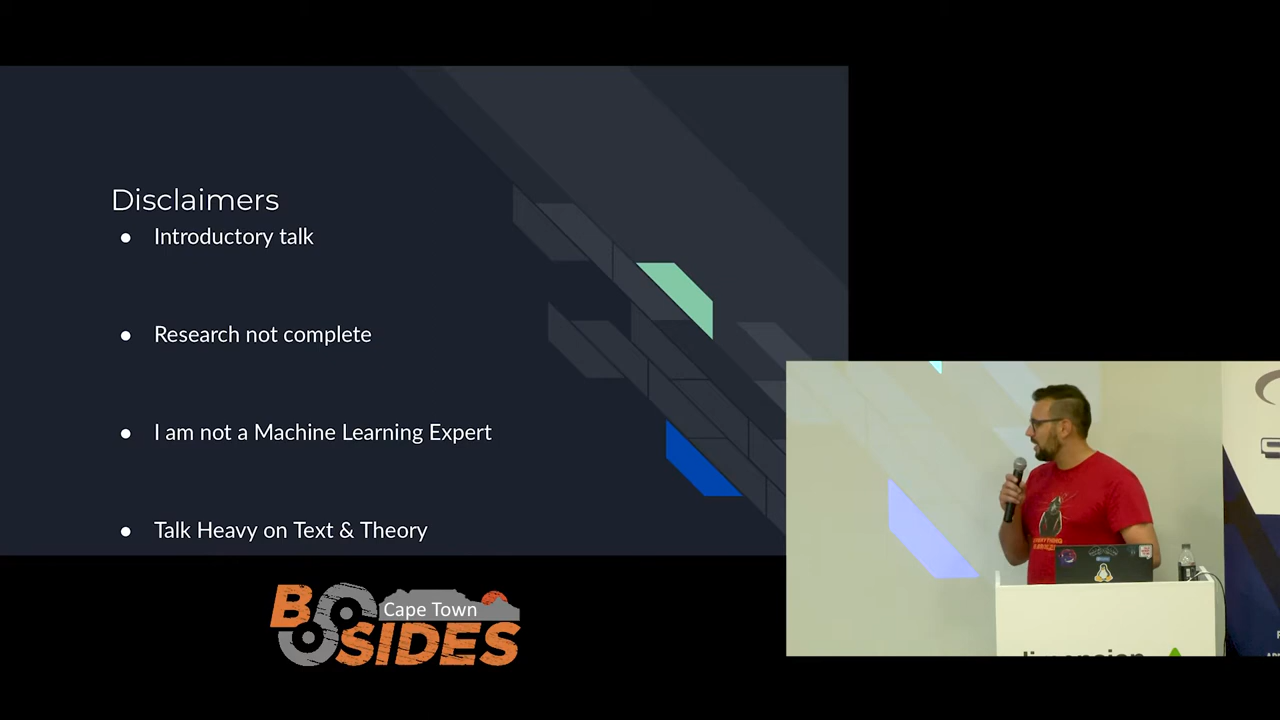 Disclaimers
● Introductory talk
● Research not complete
● I am not a Machine Learning Expert
● Talk Heavy on Text & Theory
BSIDES
Cape Town